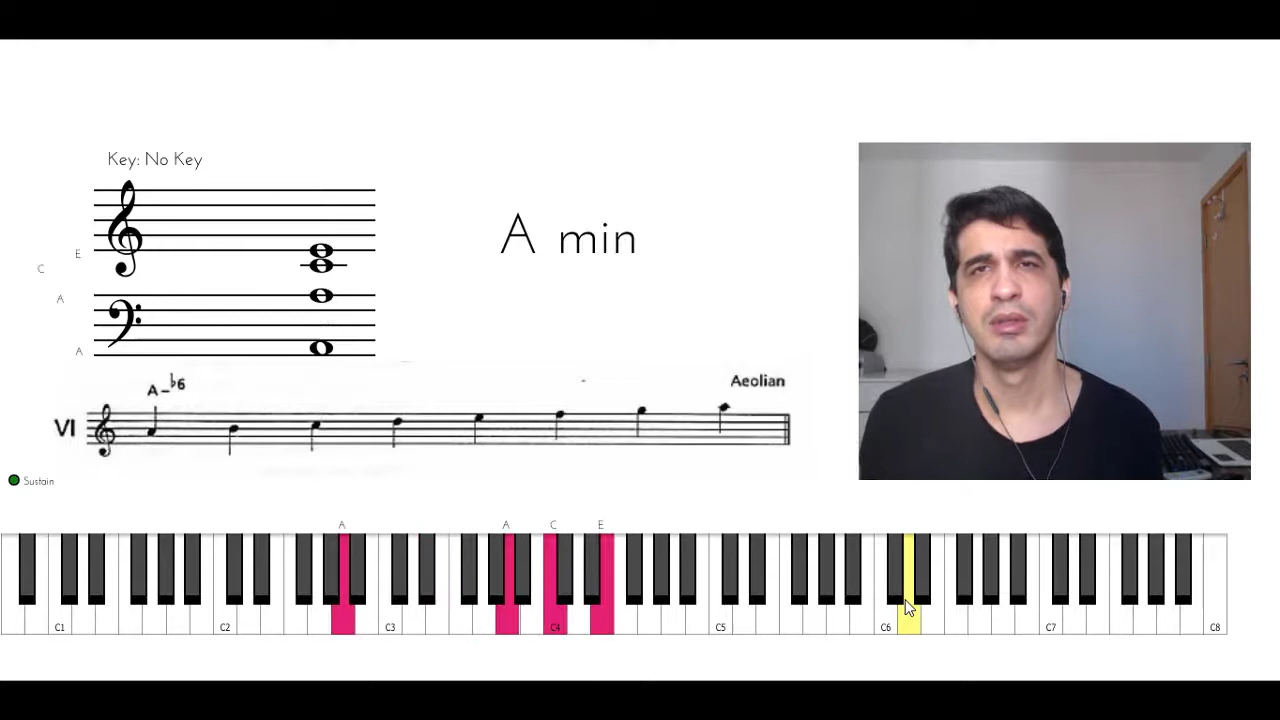 Key: No Key
A min
E
C
A
A
A-♭6
Aeolian
VI
Sustain
A A C E
C1 C2 C3 C4 C5 C6 C7 C8